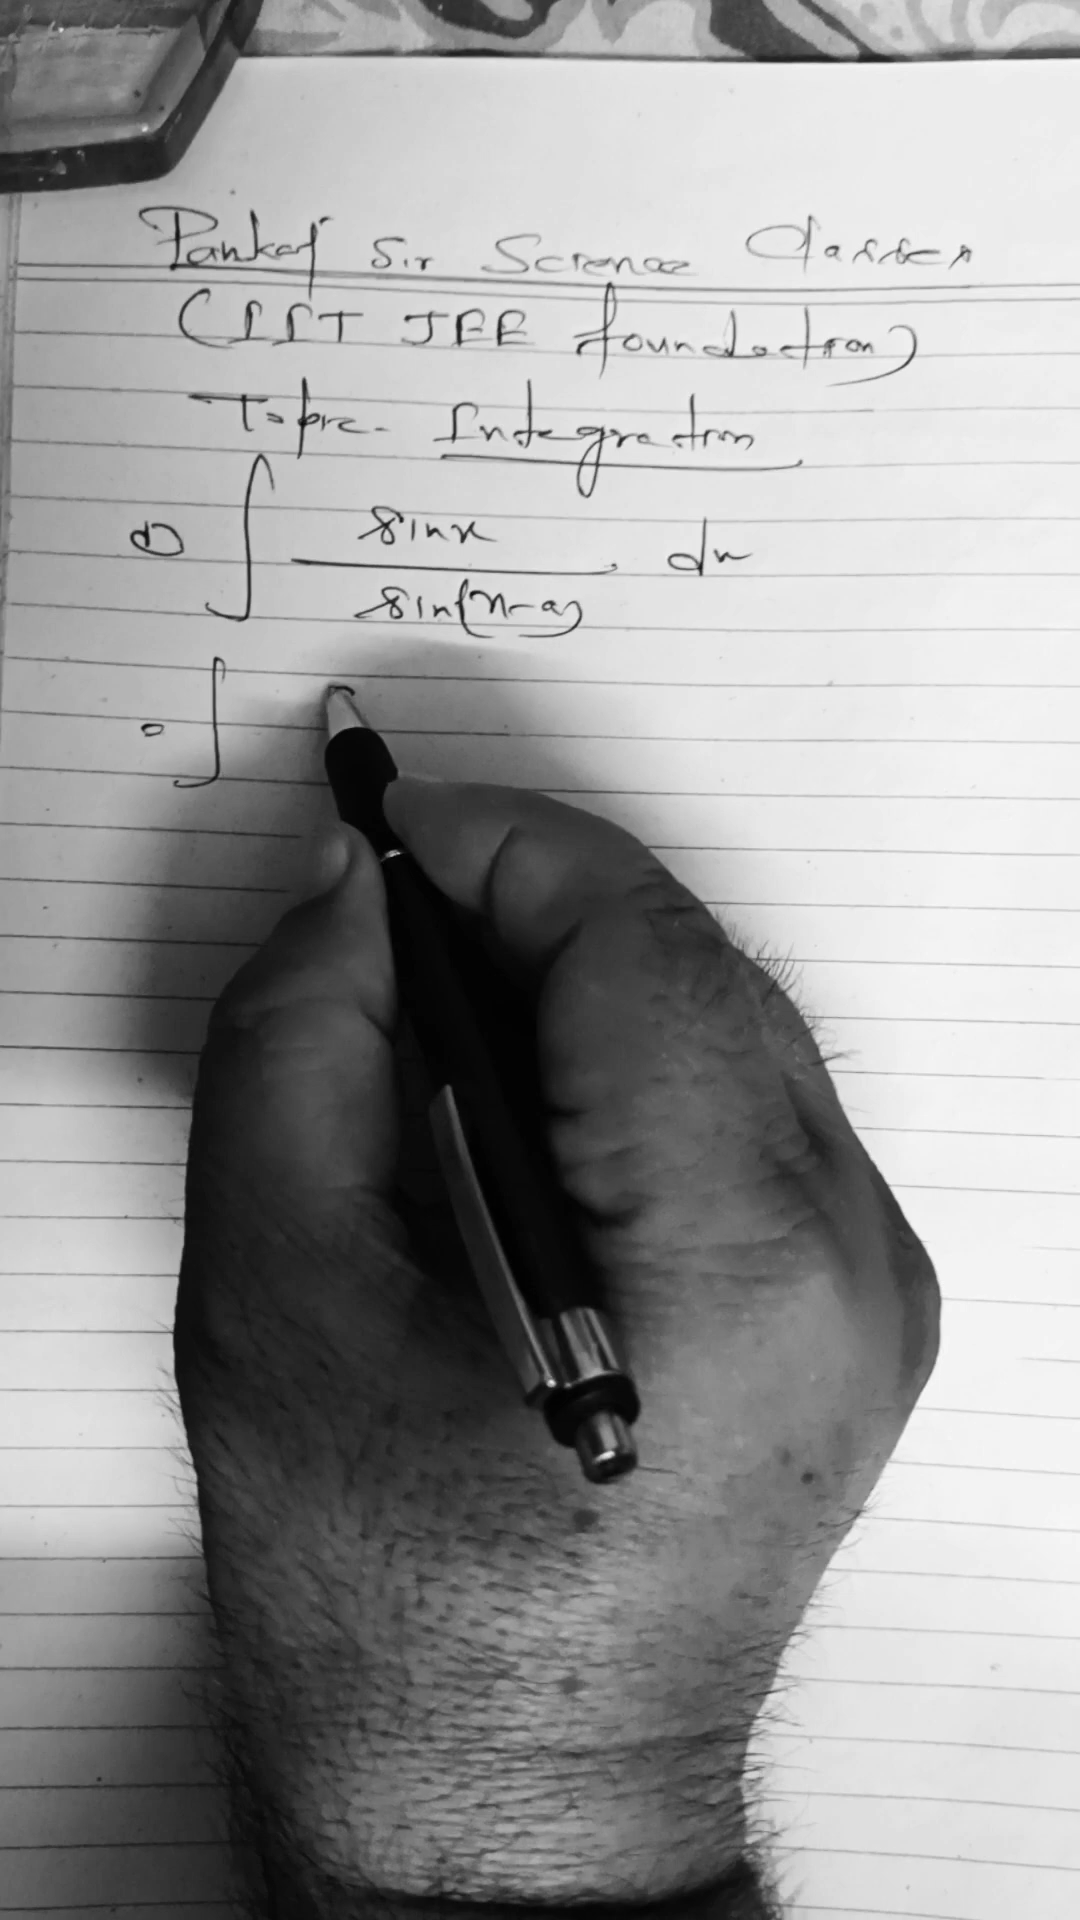 Pankaj Sir Science Classes
(IIT JEE foundation)
Topic- Integration
① ∫ sinx / sin(x-a) dx
= ∫